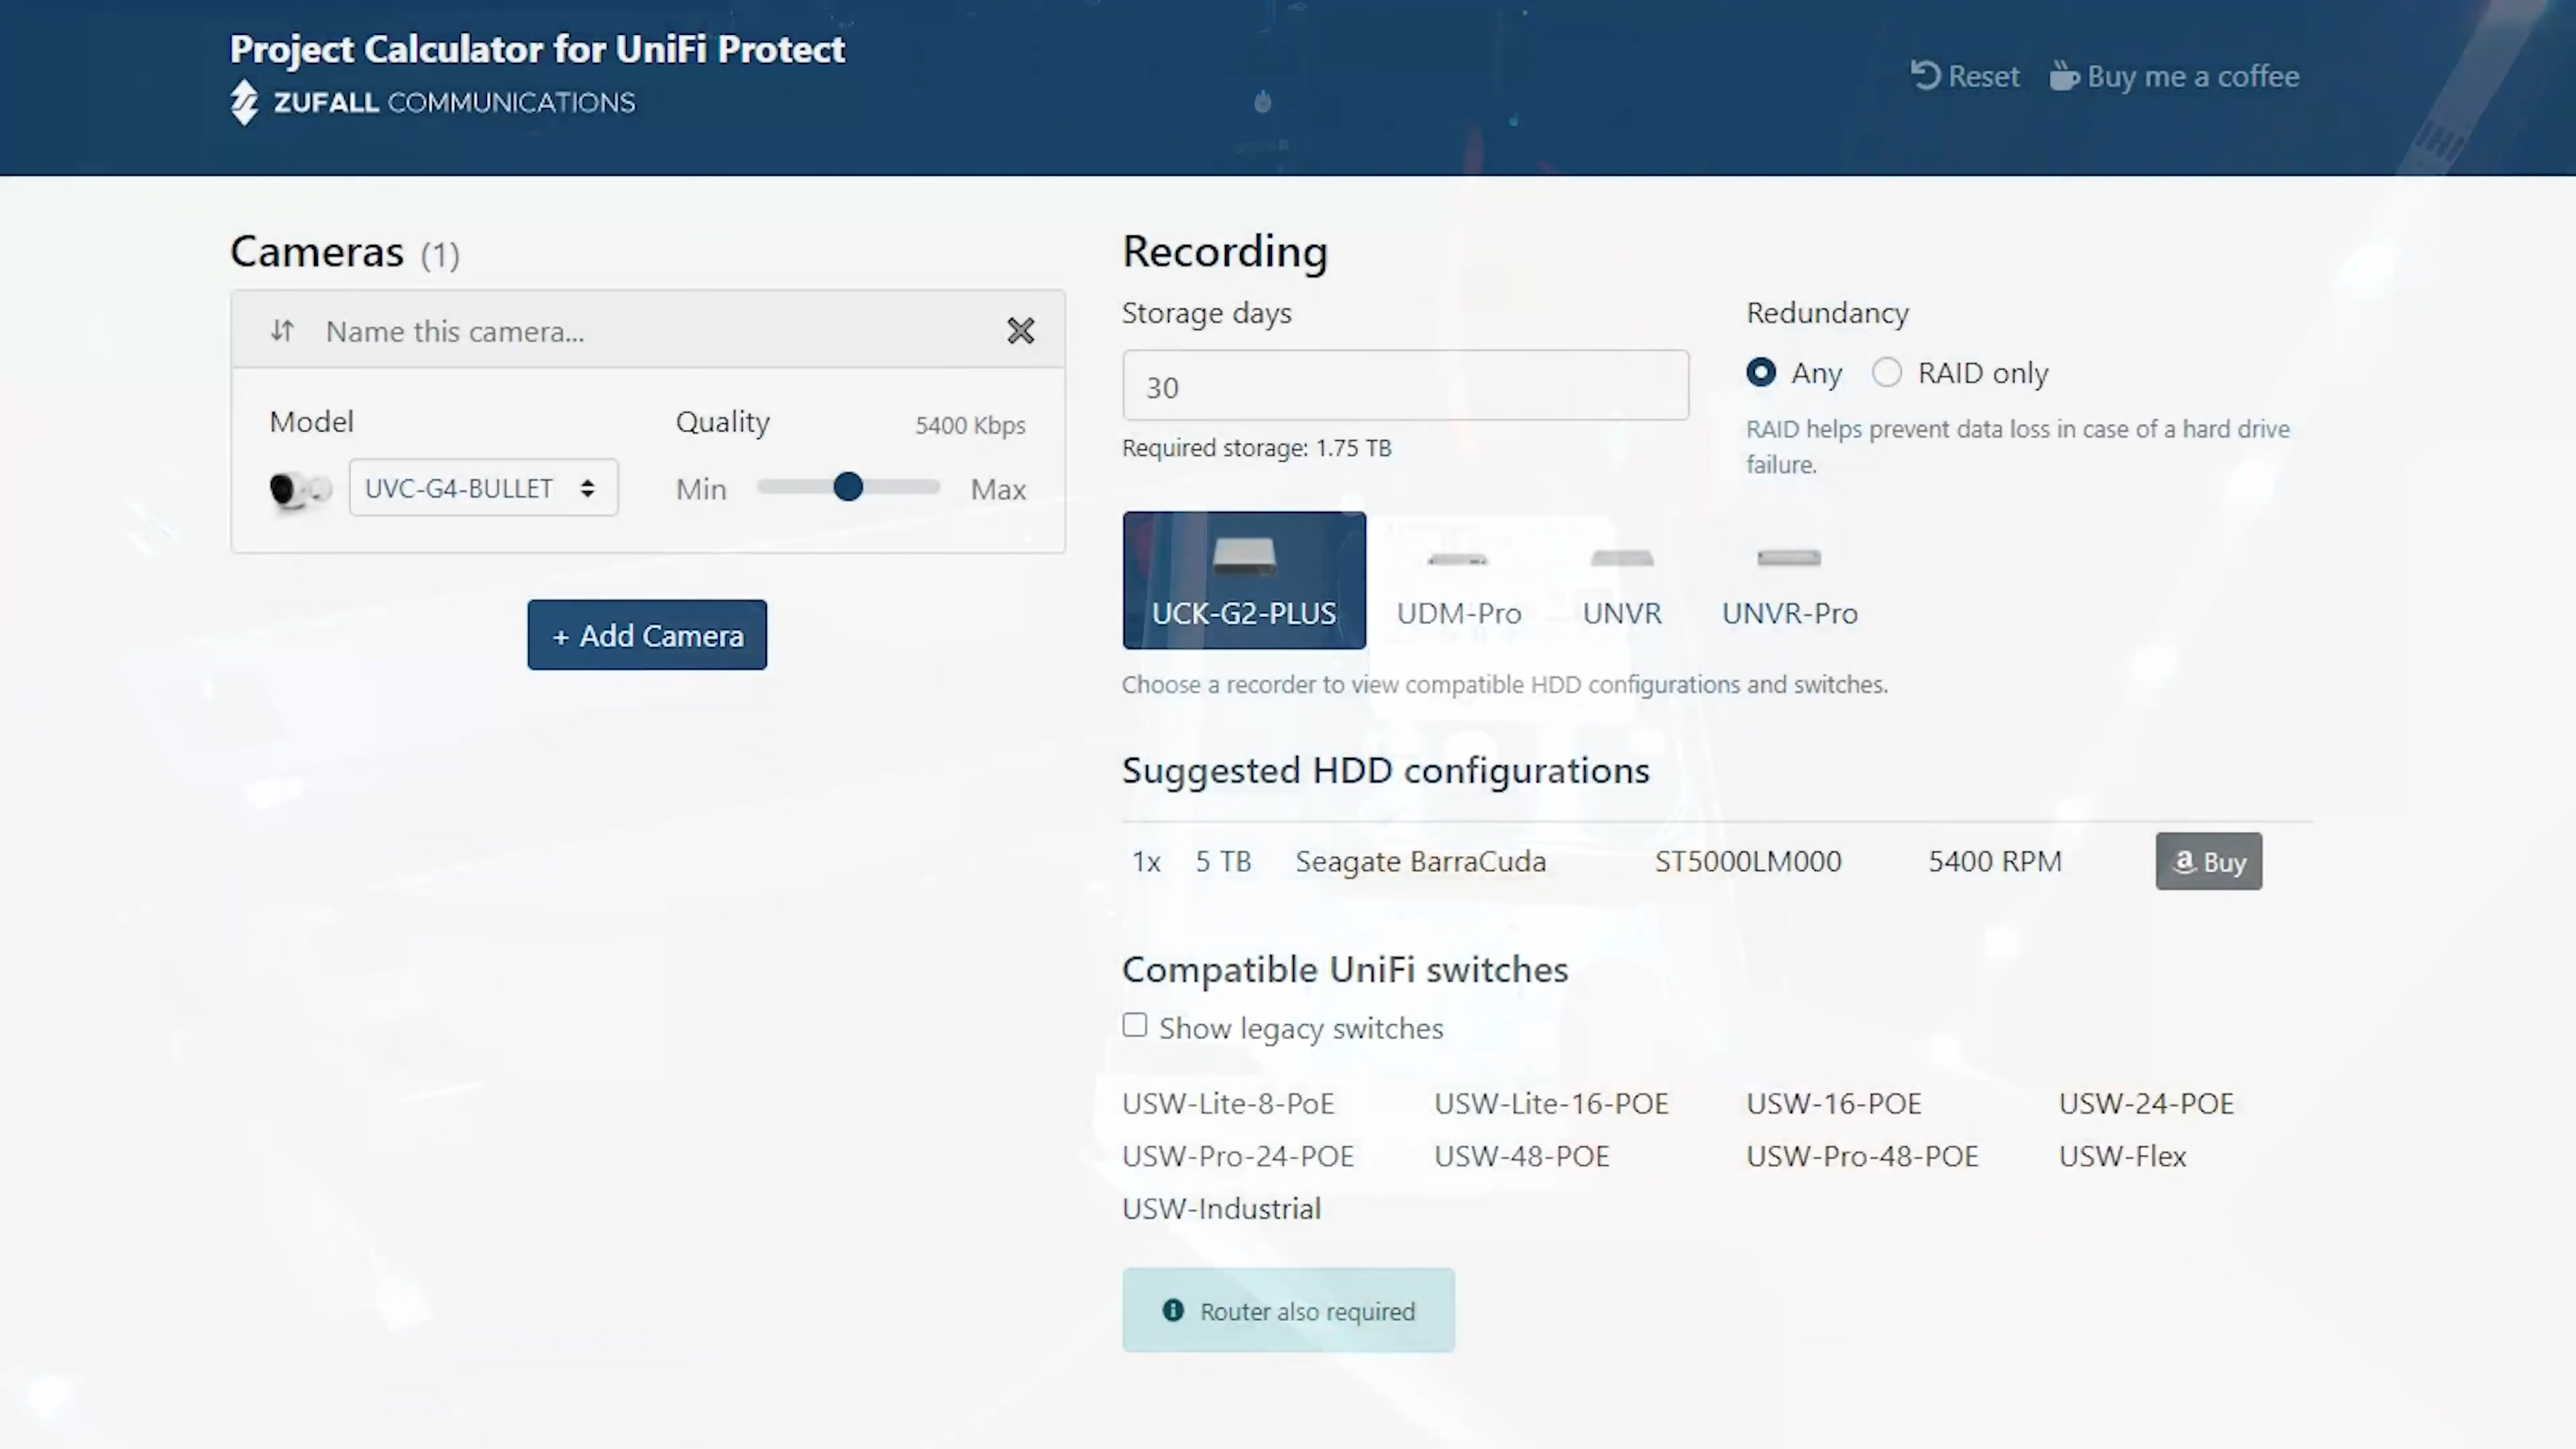 Project Calculator for UniFi Protect
ZUFALL COMMUNICATIONS
Reset
Buy me a coffee
Cameras (1)
Name this camera...
Model
Quality
5400 Kbps
UVC-G4-BULLET
Min
Max
+ Add Camera
Recording
Storage days
30
Required storage: 1.75 TB
Redundancy
Any
RAID only
RAID helps prevent data loss in case of a hard drive
failure.
UCK-G2-PLUS
UDM-Pro
UNVR
UNVR-Pro
Choose a recorder to view compatible HDD configurations and switches.
Suggested HDD configurations
1x 5 TB Seagate BarraCuda ST5000LM000 5400 RPM Buy
Compatible UniFi switches
Show legacy switches
USW-Lite-8-PoE USW-Lite-16-POE USW-16-POE USW-24-POE
USW-Pro-24-POE USW-48-POE USW-Pro-48-POE USW-Flex
USW-Industrial
Router also required